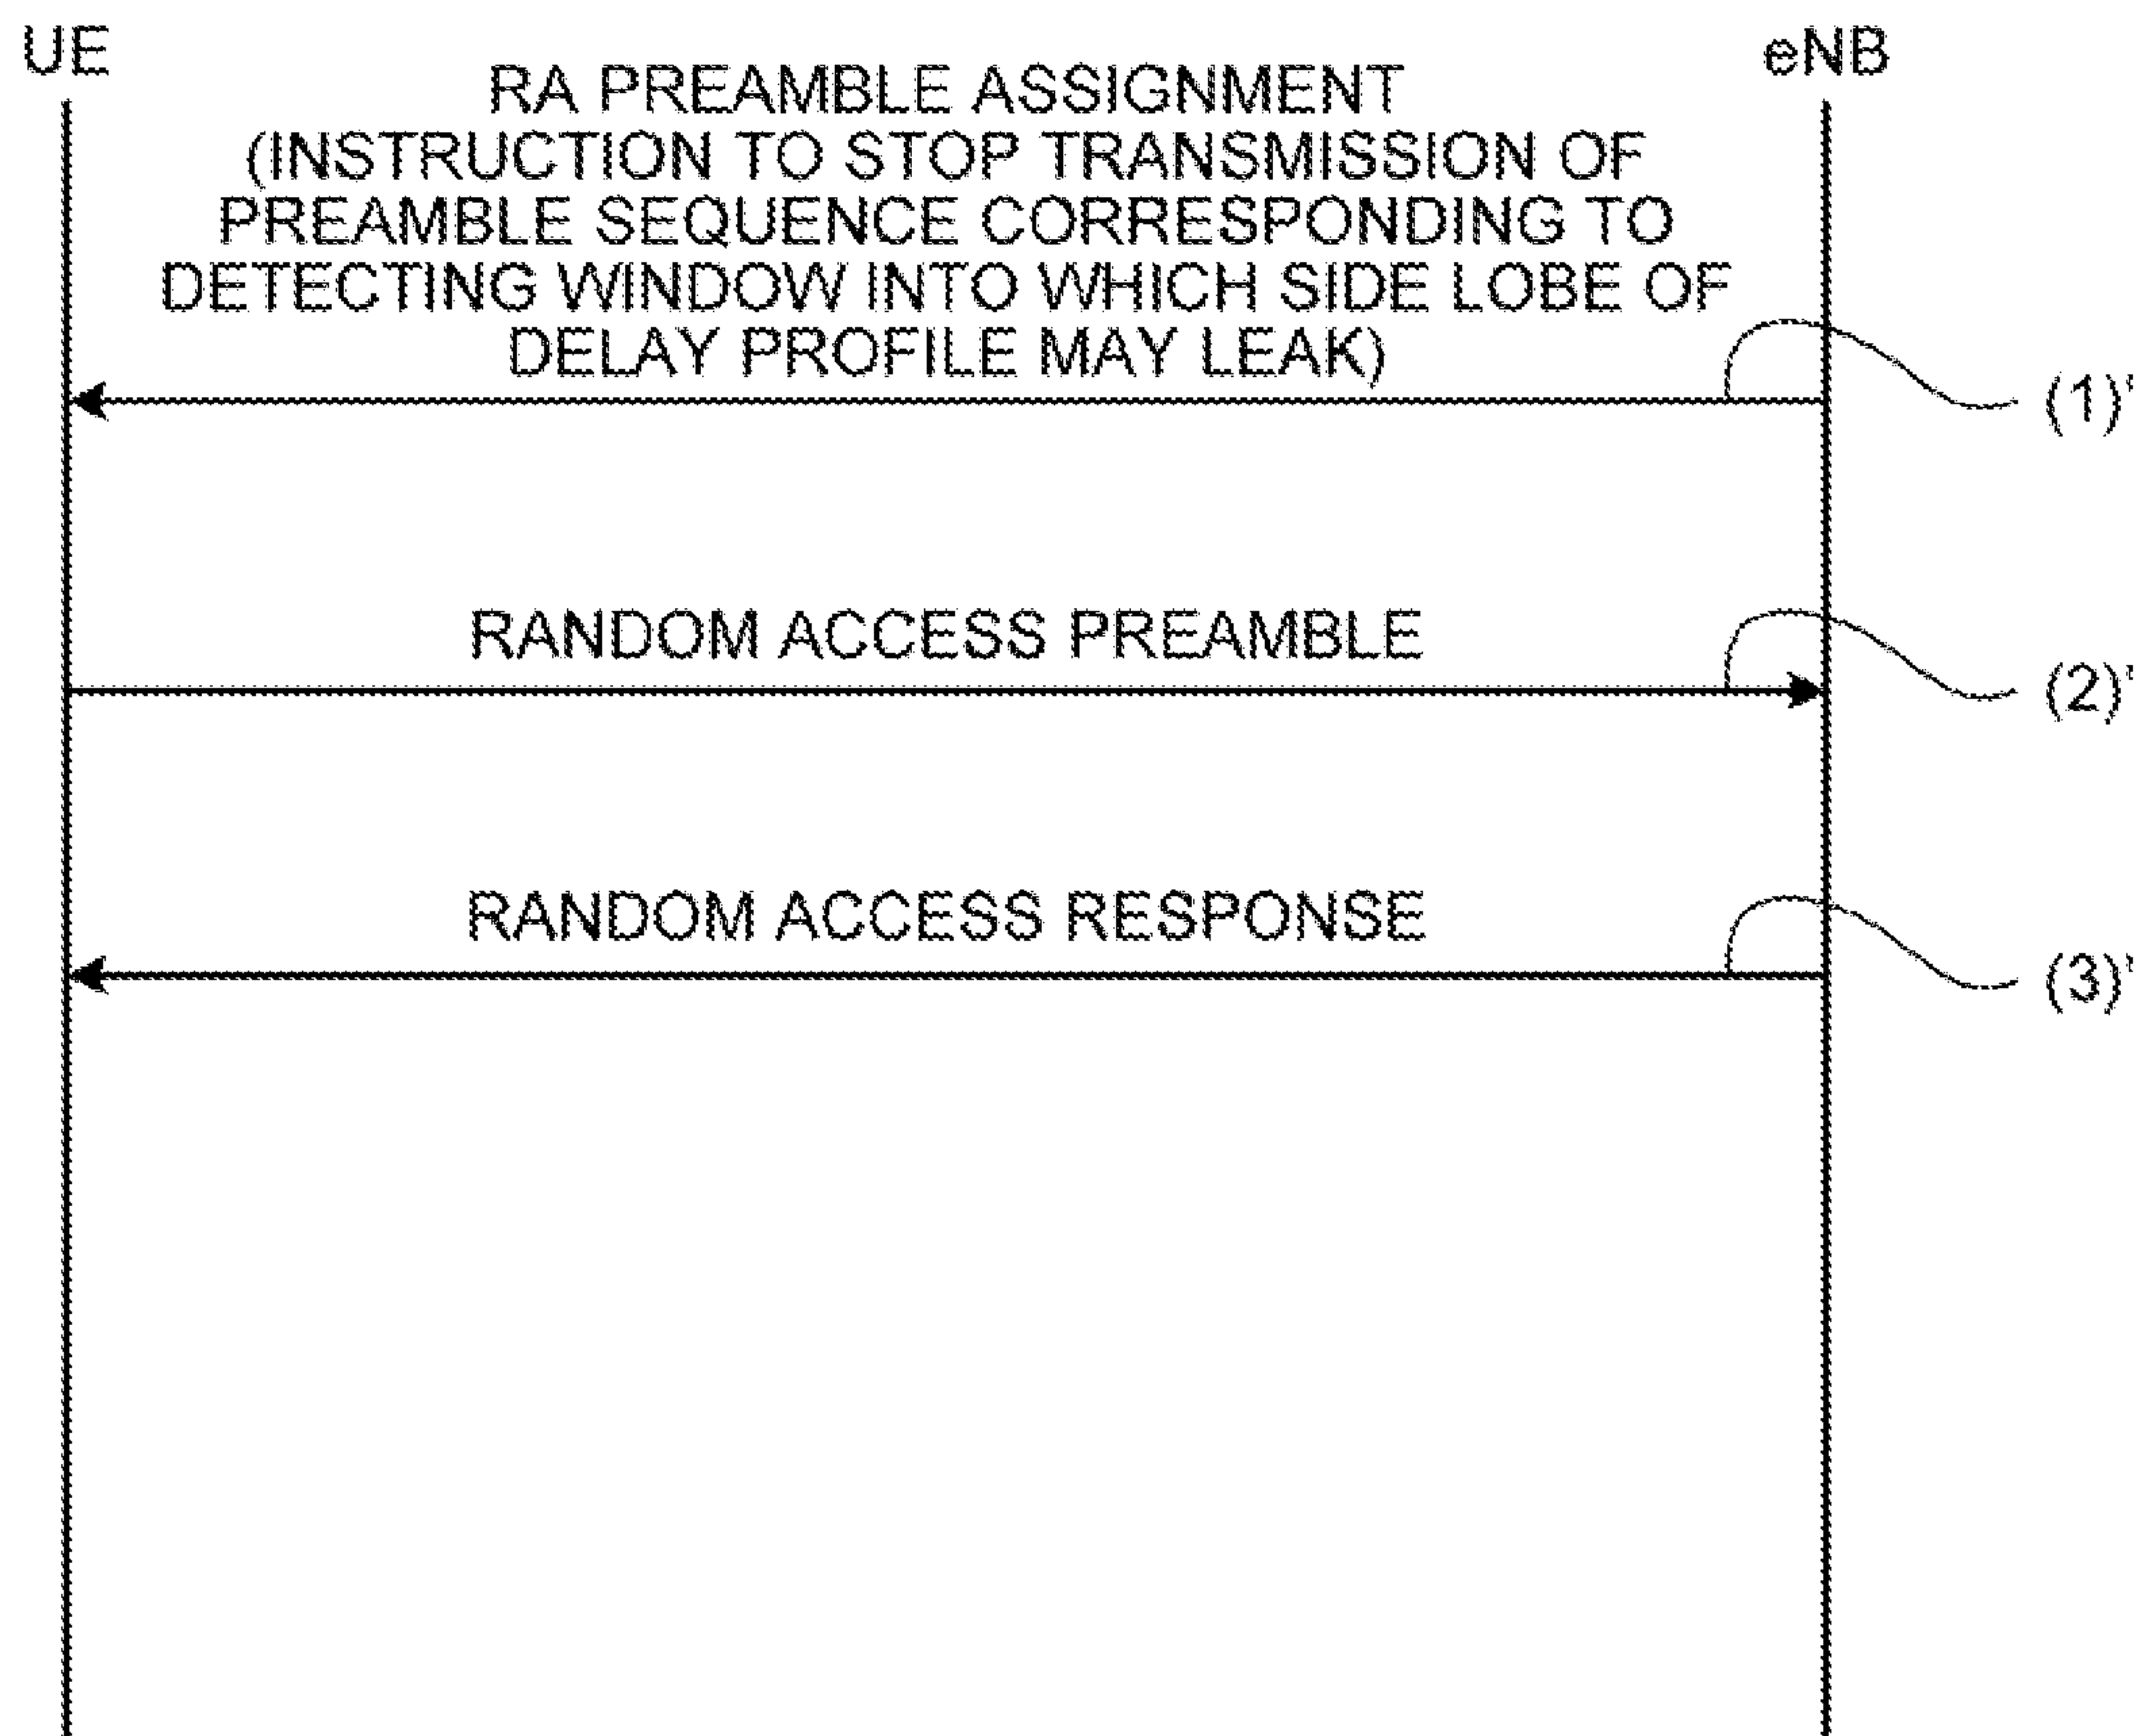 UE
eNB
RA PREAMBLE ASSIGNMENT
(INSTRUCTION TO STOP TRANSMISSION OF
PREAMBLE SEQUENCE CORRESPONDING TO
DETECTING WINDOW INTO WHICH SIDE LOBE OF
DELAY PROFILE MAY LEAK)
(1)'
RANDOM ACCESS PREAMBLE
(2)'
RANDOM ACCESS RESPONSE
(3)'